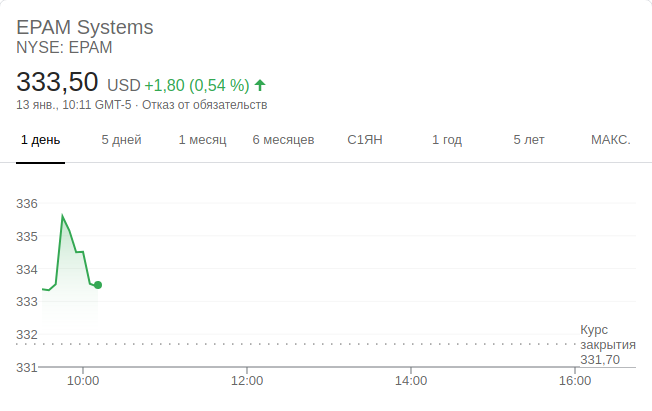 EPAM Systems
NYSE: EPAM
333,50 USD +1,80 (0,54 %)
13 янв., 10:11 GMT-5 · Отказ от обязательств
1 день 5 дней 1 месяц 6 месяцев С1ЯН 1 год 5 лет МАКС.
336
335
334
333
332
Курс
закрытия
331,70
331
10:00 12:00 14:00 16:00